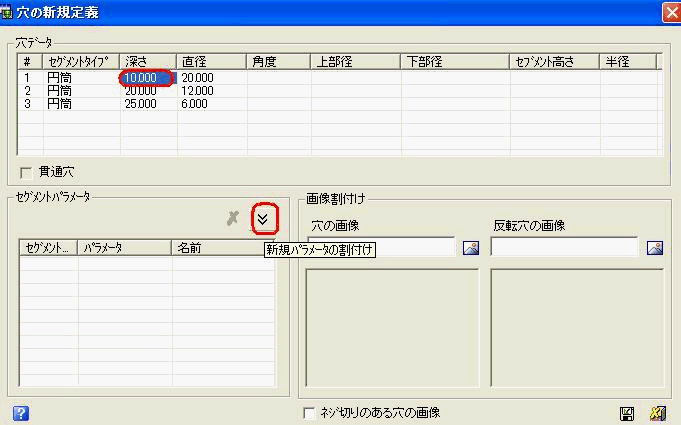 穴の新規定義
穴データ
# ｾｸﾞﾒﾝﾄﾀｲﾌﾟ 深さ 直径 角度 上部径 下部径 ｾﾌﾞﾒﾝﾄ高さ 半径
1 円筒 10.000 20.000
2 円筒 20.000 12.000
3 円筒 25.000 6.000
貫通穴
ｾｸﾞﾒﾝﾄﾊﾟﾗﾒｰﾀ
画像割付け
穴の画像 反転穴の画像
ｾｸﾞﾒﾝﾄ... ﾊﾟﾗﾒｰﾀ 名前
新規ﾊﾟﾗﾒｰﾀの割付け
ﾈｼﾞ切りのある穴の画像